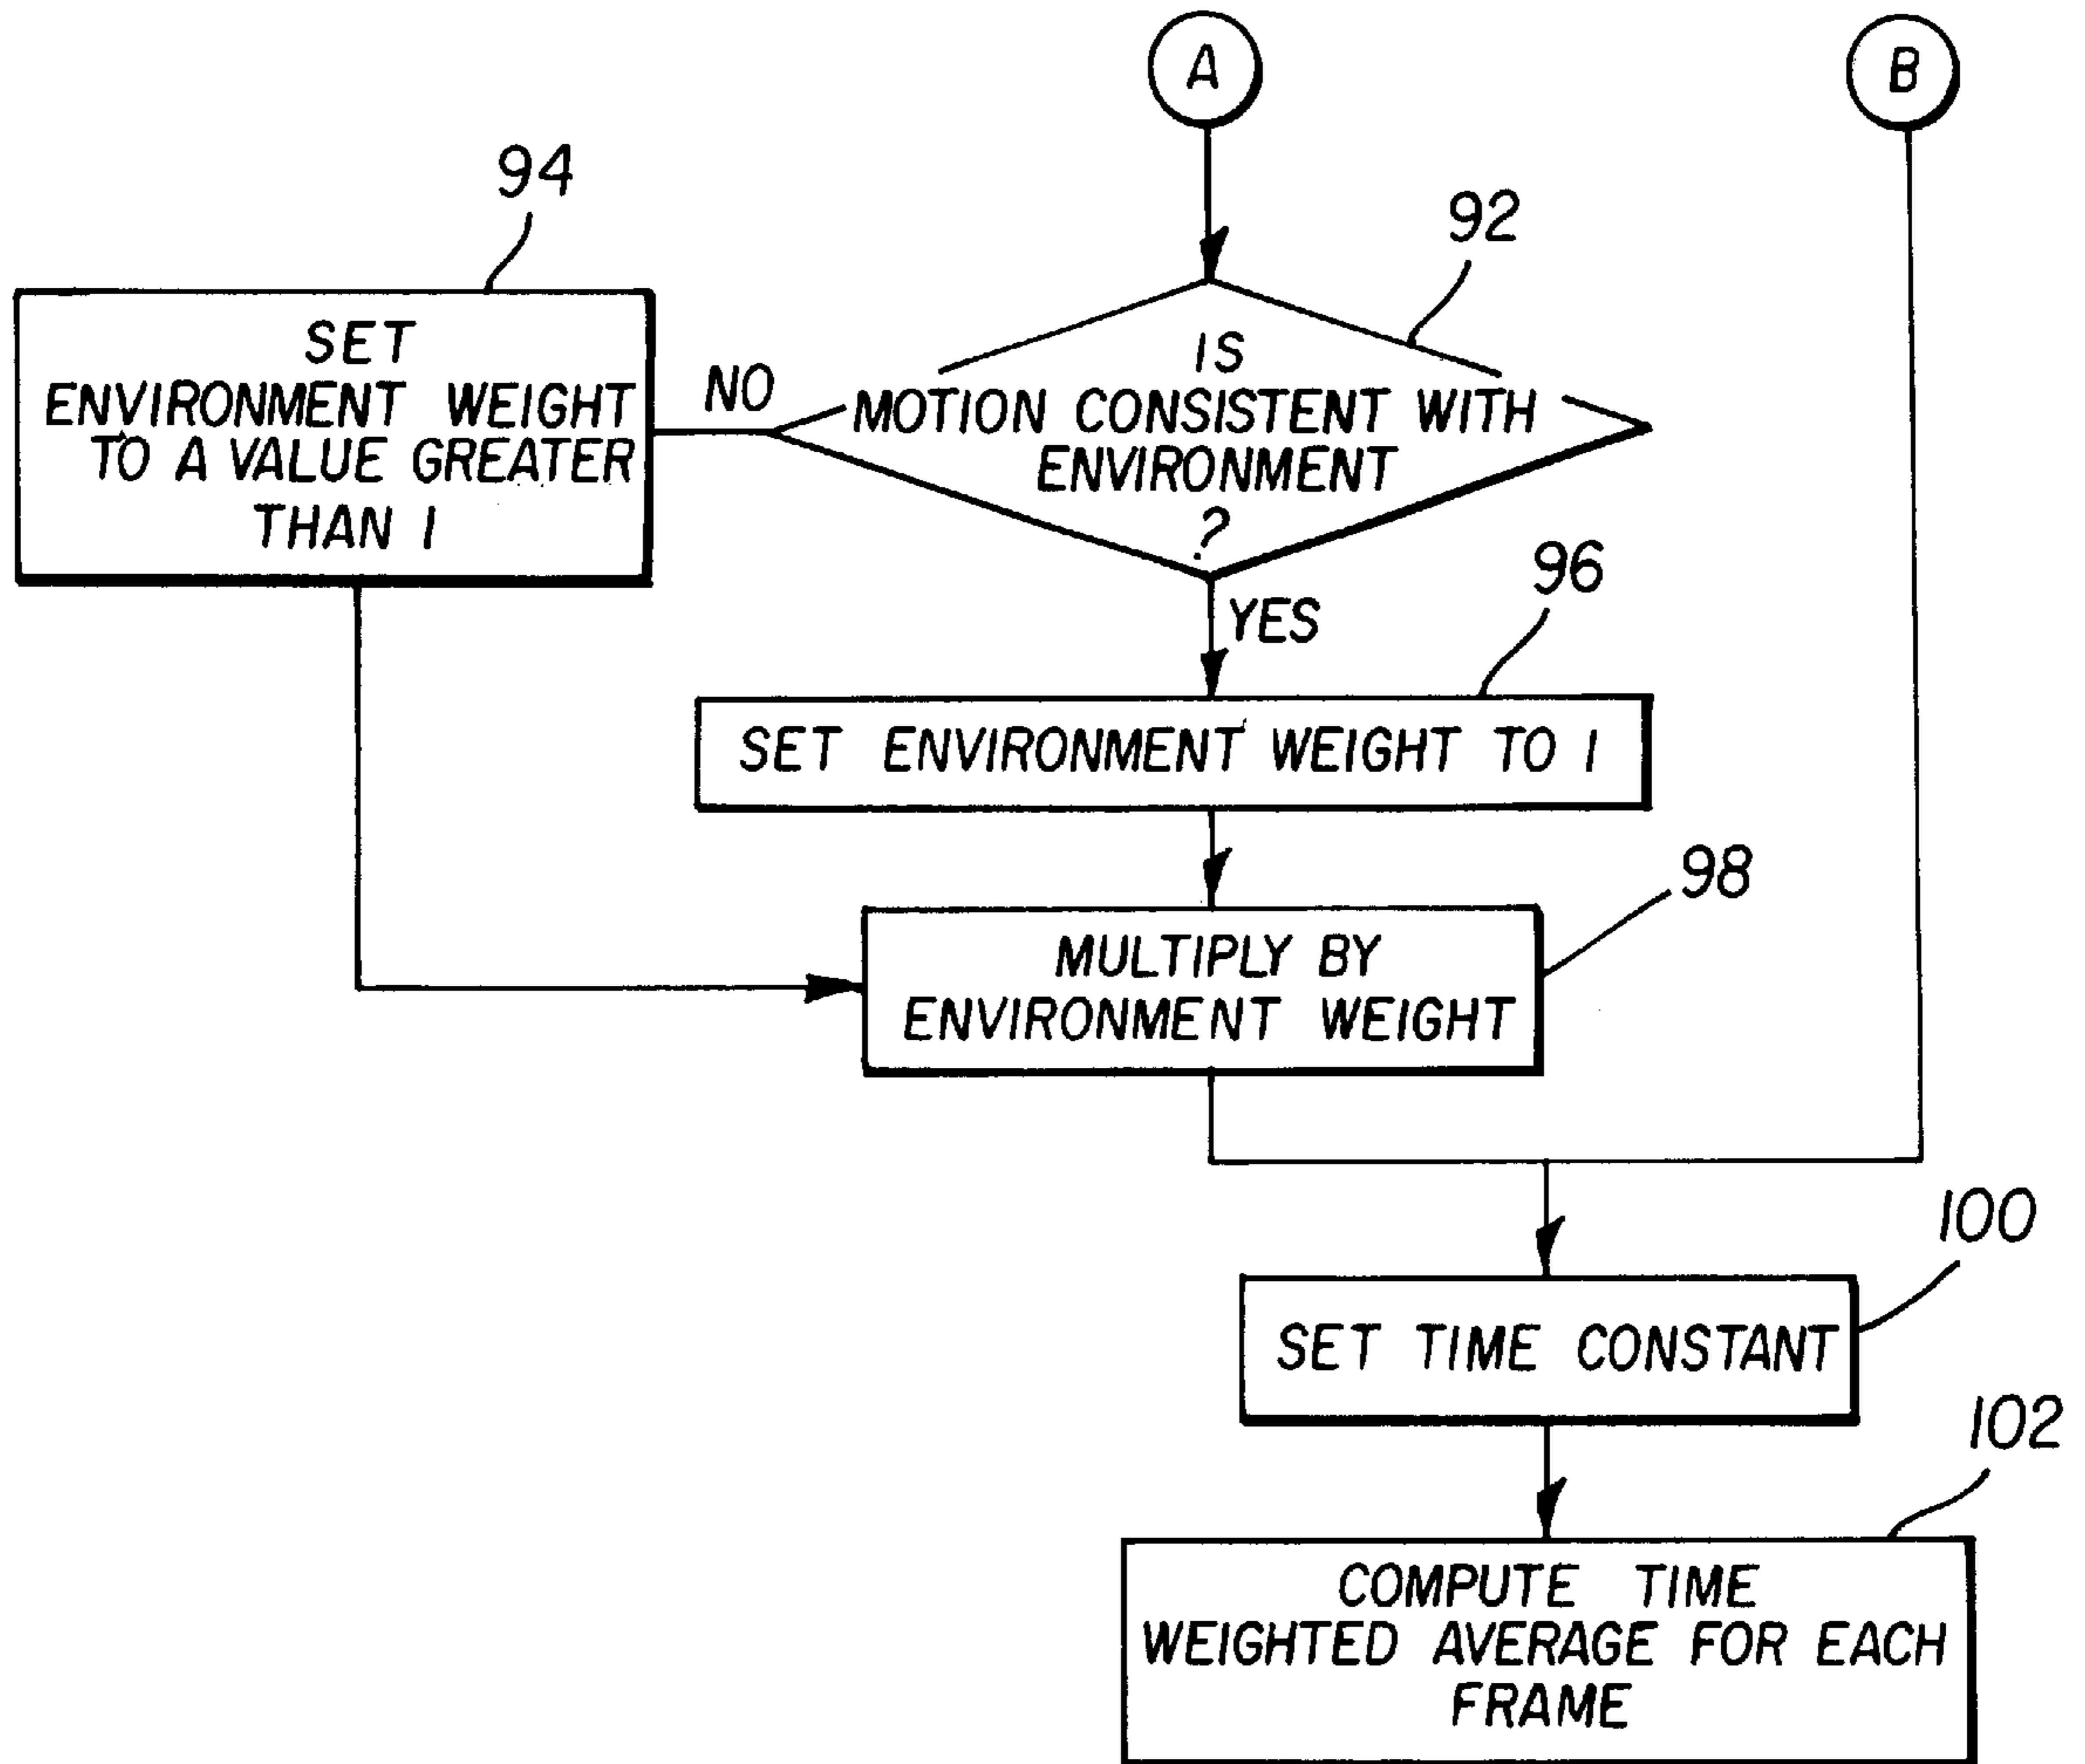 A
B
94
92
SET
ENVIRONMENT WEIGHT
TO A VALUE GREATER
THAN 1
NO
IS
MOTION CONSISTENT WITH
ENVIRONMENT
?
YES
96
SET ENVIRONMENT WEIGHT TO 1
98
MULTIPLY BY
ENVIRONMENT WEIGHT
100
SET TIME CONSTANT
102
COMPUTE TIME
WEIGHTED AVERAGE FOR EACH
FRAME